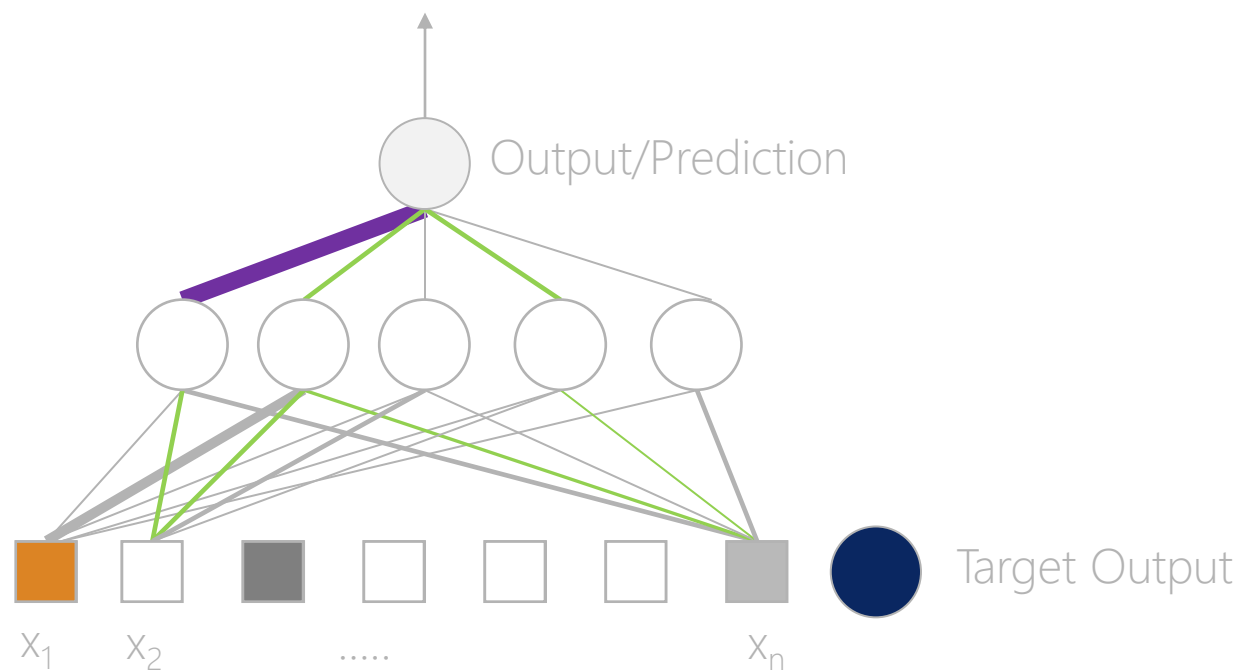 Output/Prediction
Target Output
X1
X2
.....
Xn